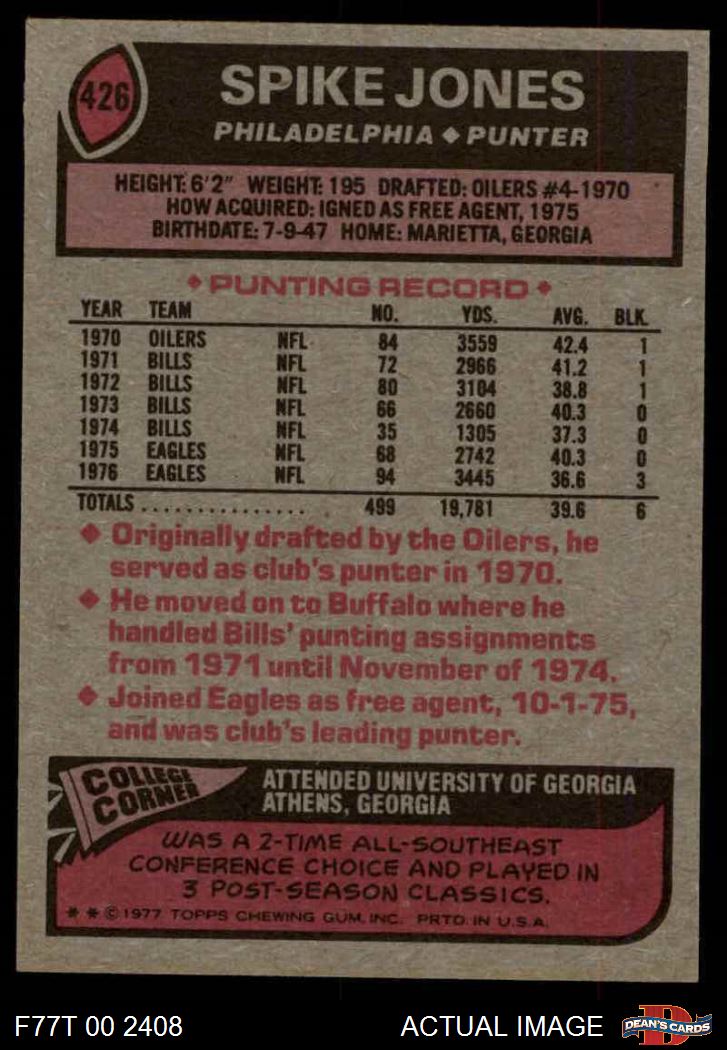 426
SPIKE JONES
PHILADELPHIA ◆ PUNTER
HEIGHT: 6'2" WEIGHT: 195 DRAFTED: OILERS #4-1970
HOW ACQUIRED: IGNED AS FREE AGENT, 1975
BIRTHDATE: 7-9-47 HOME: MARIETTA, GEORGIA
◆ PUNTING RECORD ◆
YEAR TEAM NO. YDS. AVG. BLK.
1970 OILERS NFL 84 3559 42.4 1
1971 BILLS NFL 72 2966 41.2 1
1972 BILLS NFL 80 3104 38.8 1
1973 BILLS NFL 66 2660 40.3 0
1974 BILLS NFL 35 1305 37.3 0
1975 EAGLES NFL 68 2742 40.3 0
1976 EAGLES NFL 94 3445 36.6 3
TOTALS ................ 499 19,781 39.6 6
◆ Originally drafted by the Oilers, he
served as club's punter in 1970.
◆ He moved on to Buffalo where he
handled Bills' punting assignments
from 1971 until November of 1974.
◆ Joined Eagles as free agent, 10-1-75,
and was club's leading punter.
COLLEGE
CORNER
ATTENDED UNIVERSITY OF GEORGIA
ATHENS, GEORGIA
WAS A 2-TIME ALL-SOUTHEAST
CONFERENCE CHOICE AND PLAYED IN
3 POST-SEASON CLASSICS.
* * © 1977 TOPPS CHEWING GUM, INC. PRTD. IN U.S.A.
F77T 00 2408
ACTUAL IMAGE
D
DEAN'S CARDS